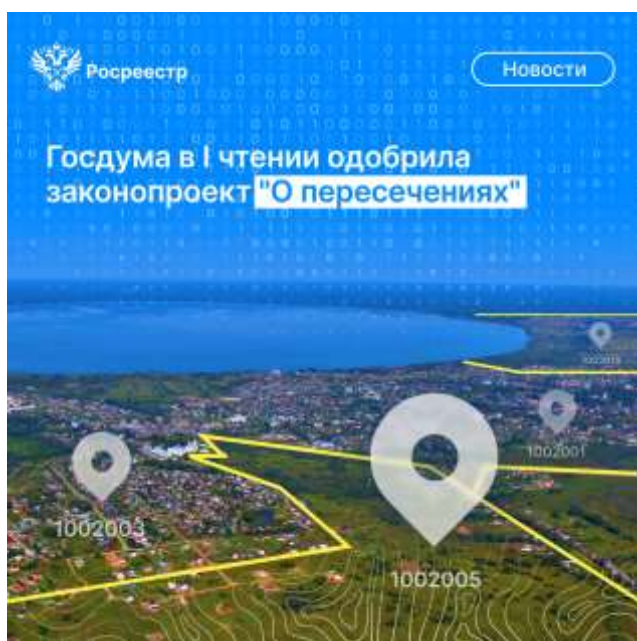 Росреестр
Новости
Госдума в I чтении одобрила
законопроект "О пересечениях"
1002001
1002003
1002005